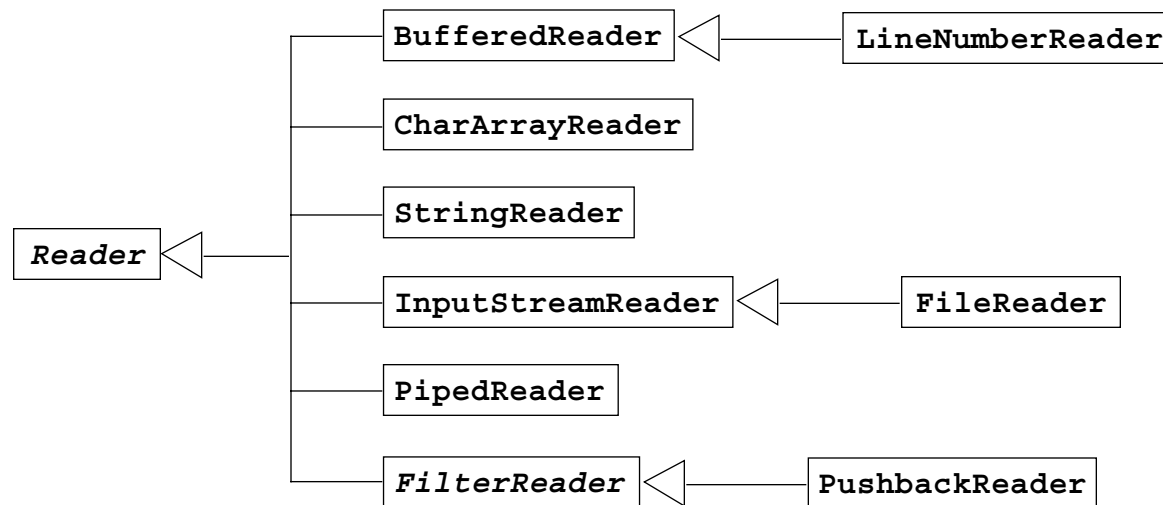 BufferedReader
LineNumberReader
CharArrayReader
StringReader
Reader
InputStreamReader
FileReader
PipedReader
FilterReader
PushbackReader